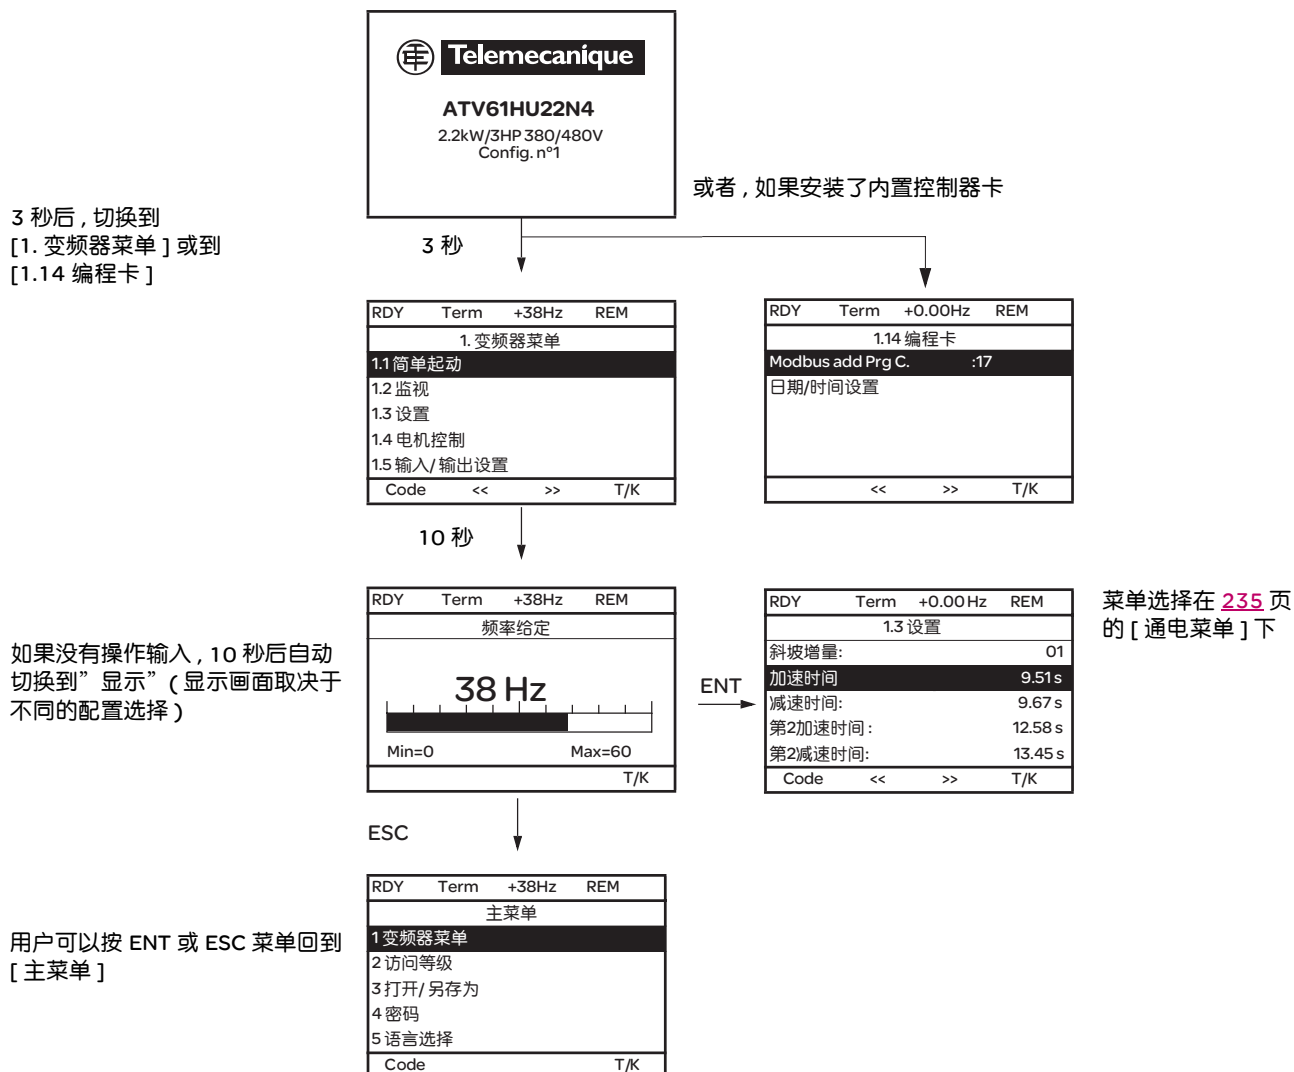 Telemecanique
ATV61HU22N4
2.2kW/3HP 380/480V
Config. n°1
或者 , 如果安装了内置控制器卡
3 秒后 , 切换到
[1. 变频器菜单 ] 或到
[1.14 编程卡 ]
3 秒
RDY Term +38Hz REM
1. 变频器菜单
1.1 简单起动
1.2 监视
1.3 设置
1.4 电机控制
1.5 输入/ 输出设置
Code << >> T/K
RDY Term +0.00Hz REM
1.14 编程卡
Modbus add Prg C. :17
日期/时间设置
<< >> T/K
10 秒
如果没有操作输入 , 10 秒后自动
切换到” 显示” ( 显示画面取决于
不同的配置选择 )
RDY Term +38Hz REM
频率给定
38 Hz
Min=0 Max=60
T/K
ENT
RDY Term +0.00 Hz REM
1.3 设置
斜坡增量: 01
加速时间 9.51 s
减速时间: 9.67 s
第2加速时间 : 12.58 s
第2减速时间: 13.45 s
Code << >> T/K
菜单选择在 235 页
的 [ 通电菜单 ] 下
ESC
用户可以按 ENT 或 ESC 菜单回到
[ 主菜单 ]
RDY Term +38Hz REM
主菜单
1 变频器菜单
2 访问等级
3 打开/ 另存为
4 密码
5 语言选择
Code T/K